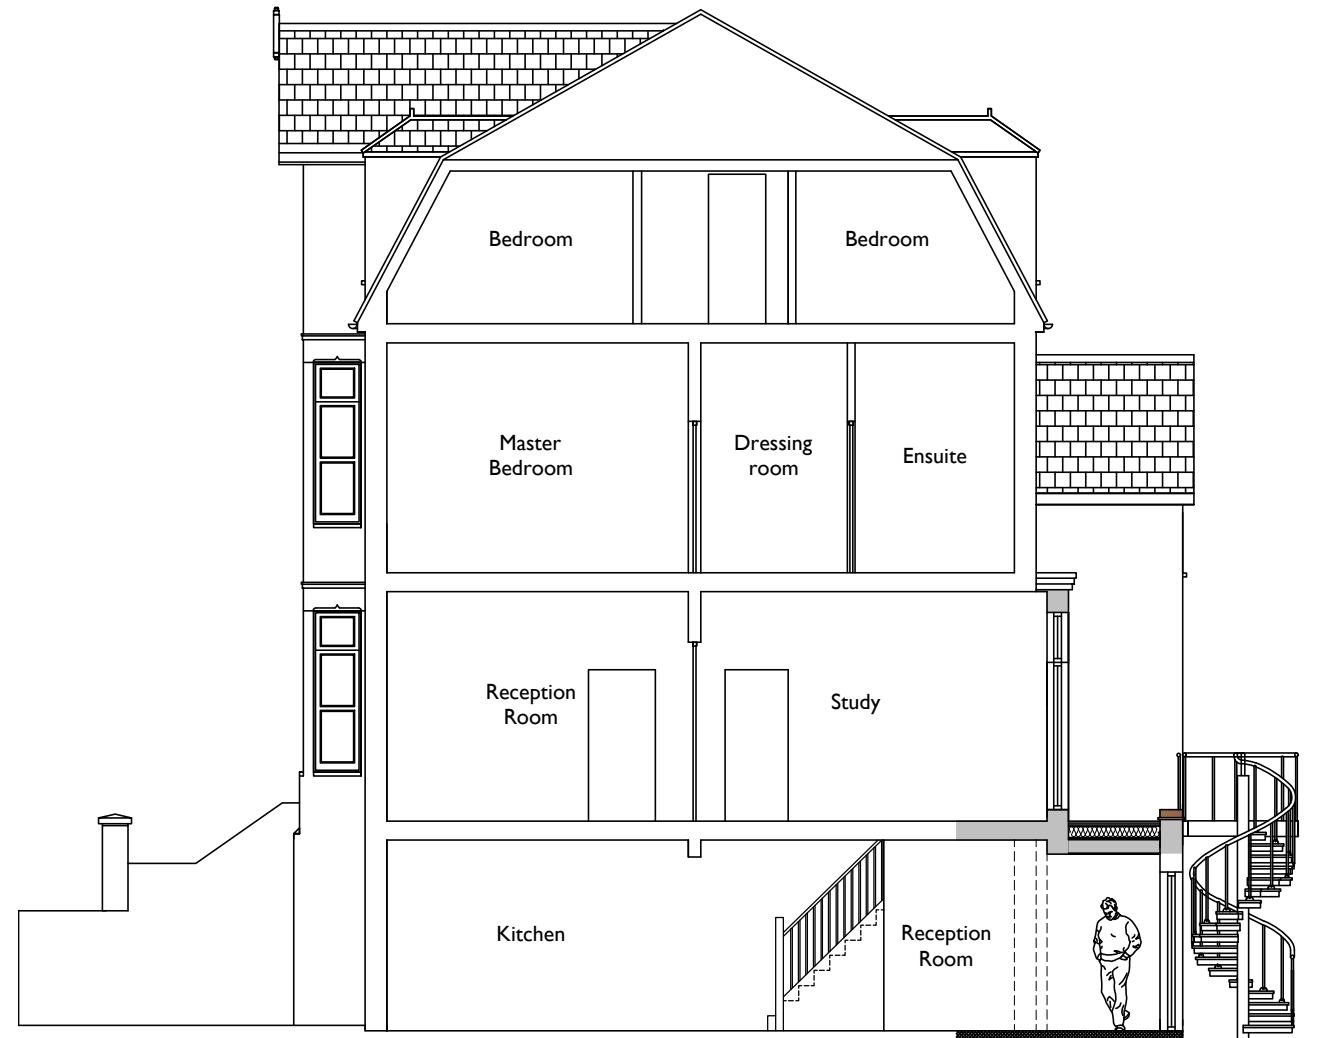 Bedroom
Bedroom
Master
Bedroom
Dressing
room
Ensuite
Reception
Room
Study
Kitchen
Reception
Room